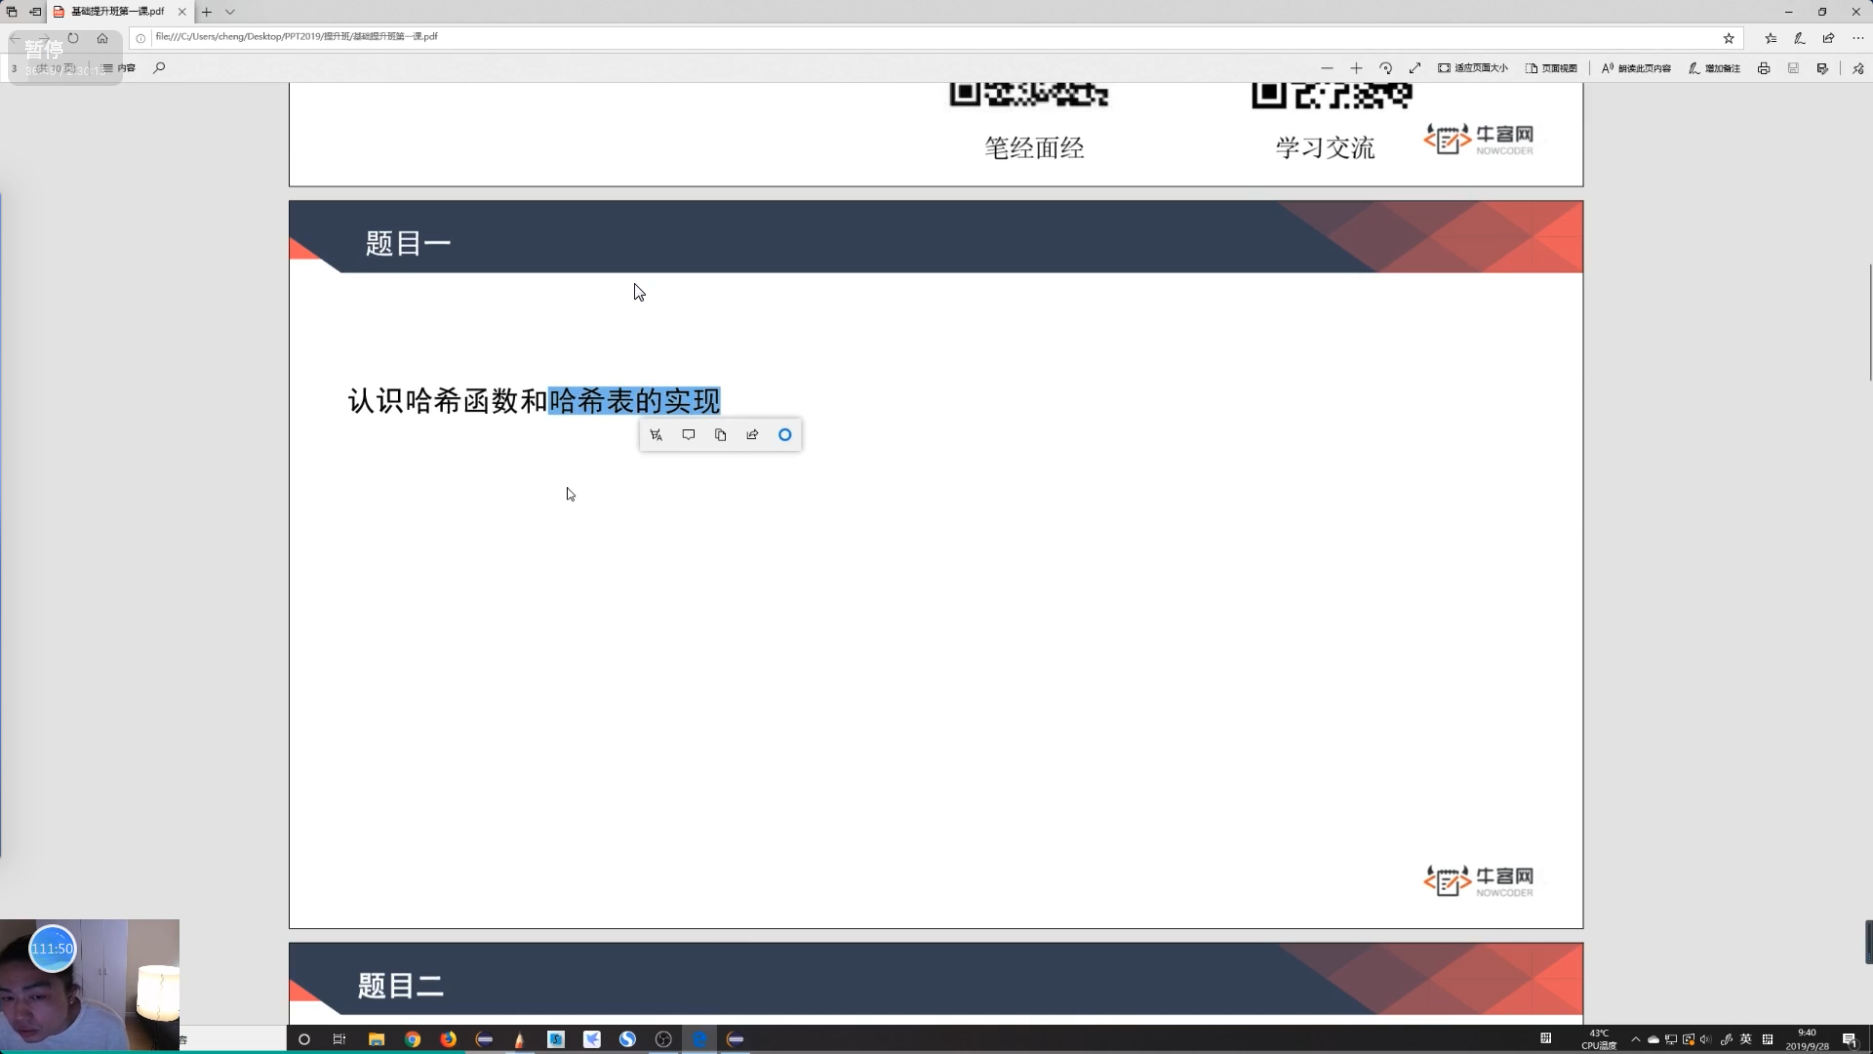 基础提升班第一课.pdf
file:///C:/Users/cheng/Desktop/PPT2019/提升班/基础提升班第一课.pdf
暂停
3
(共 10 页)
内容
适应页面大小
页面视图
朗读此页内容
增加备注
笔经面经
学习交流
牛客网
NOWCODER
题目一
认识哈希函数和哈希表的实现
牛客网
NOWCODER
111:50
题目二
43°C
CPU温度
英
9:40
2019/9/28